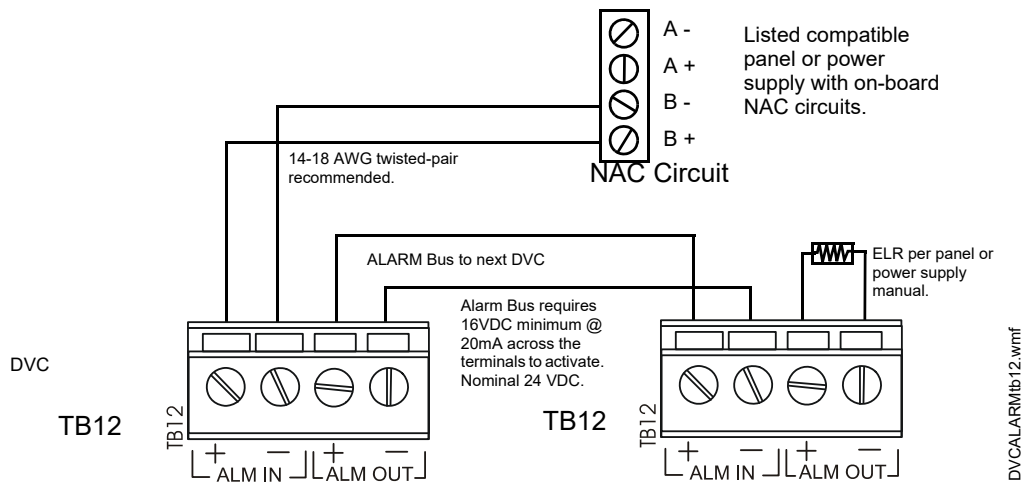 A -
A +
B -
B +
NAC Circuit
Listed compatible
panel or power
supply with on-board
NAC circuits.
14-18 AWG twisted-pair
recommended.
ALARM Bus to next DVC
ELR per panel or
power supply
manual.
Alarm Bus requires
16VDC minimum @
20mA across the
terminals to activate.
Nominal 24 VDC.
DVC
TB12
TB12
+ − + −
ALM IN ALM OUT
TB12
TB12
+ − + −
ALM IN ALM OUT
DVCALARMtb12.wmf